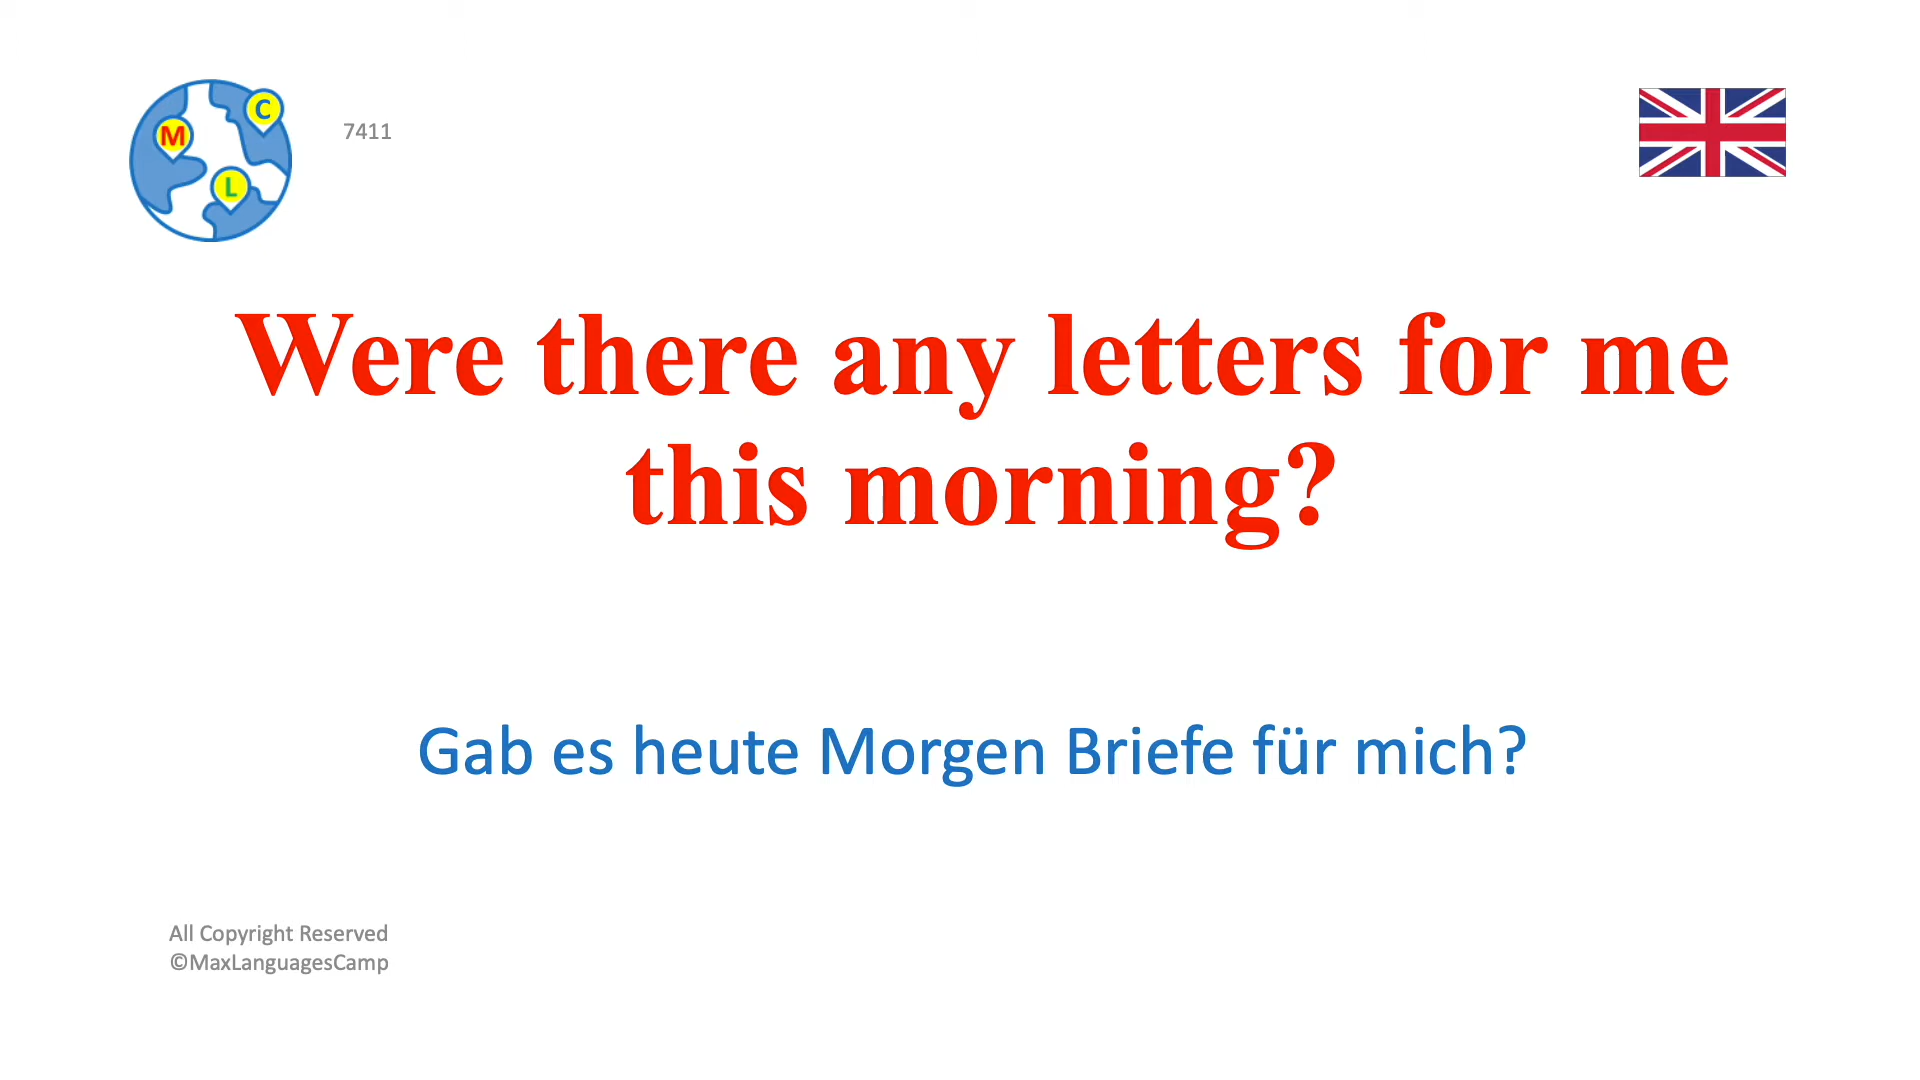 C
M
L
7411
Were there any letters for me
this morning?
Gab es heute Morgen Briefe für mich?
All Copyright Reserved
©MaxLanguagesCamp